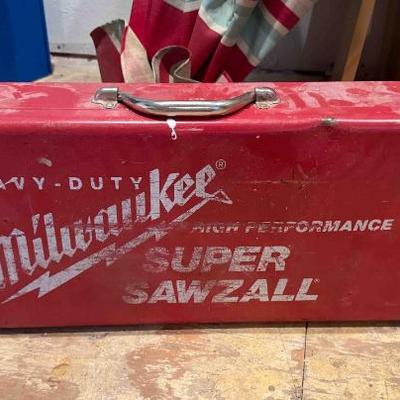 AVY-DUTY
Milwaukee®
HIGH PERFORMANCE
SUPER
SAWZALL®